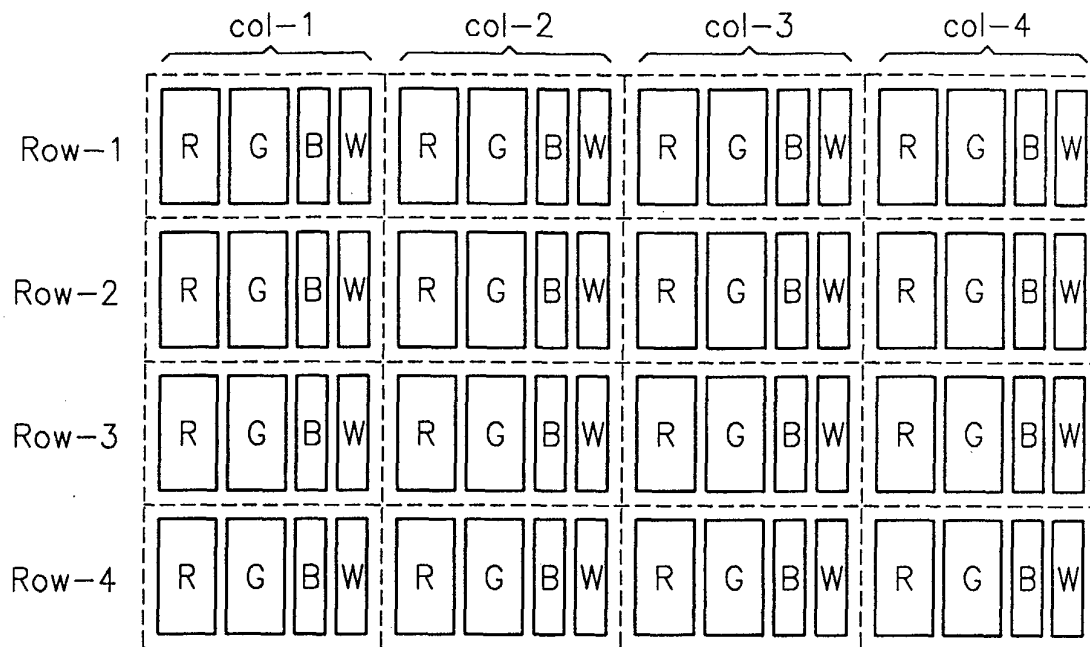 col-1 col-2 col-3 col-4
Row-1 R G B W R G B W R G B W R G B W
Row-2 R G B W R G B W R G B W R G B W
Row-3 R G B W R G B W R G B W R G B W
Row-4 R G B W R G B W R G B W R G B W